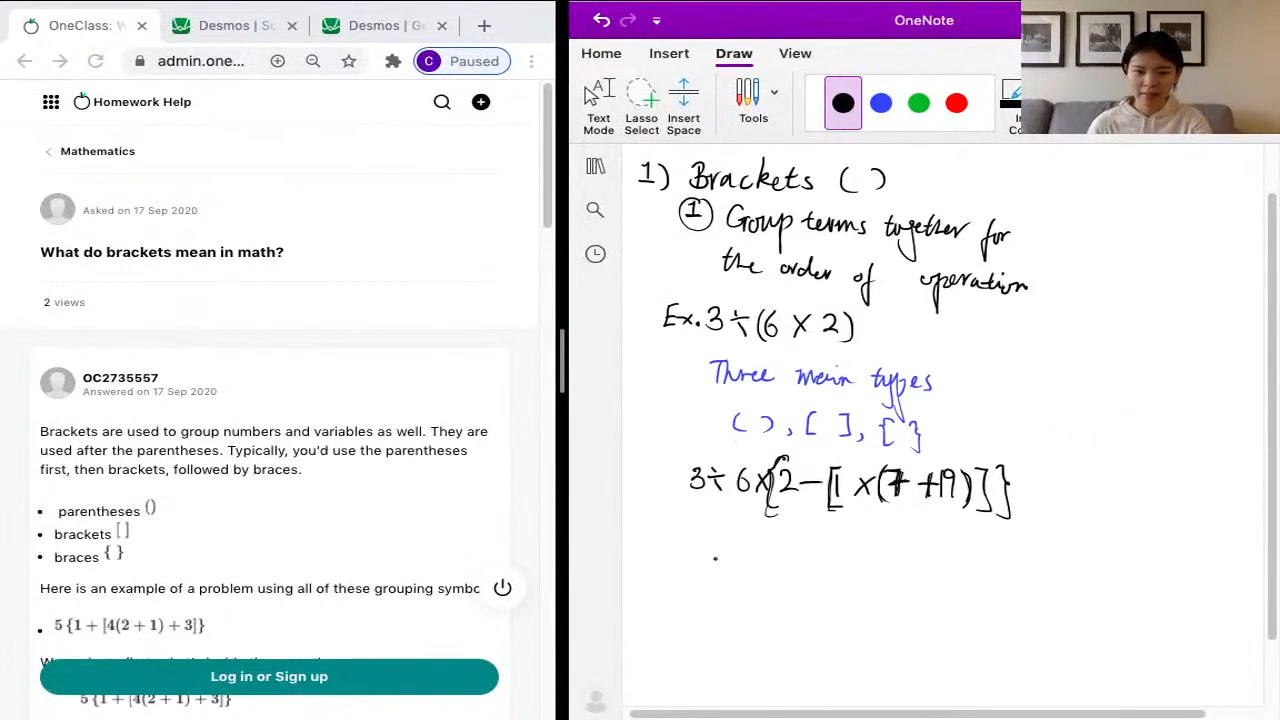 OneClass: W
Desmos | Su
Desmos | Gr
admin.one...
C
Paused
Homework Help
Mathematics
Asked on 17 Sep 2020
What do brackets mean in math?
2 views
OC2735557
Answered on 17 Sep 2020
Brackets are used to group numbers and variables as well. They are
used after the parentheses. Typically, you'd use the parentheses
first, then brackets, followed by braces.
• parentheses ()
• brackets [ ]
• braces { }
Here is an example of a problem using all of these grouping symbo
• 5{1 + [4(2 + 1) + 3]}
Log in or Sign up
5{1 + [4(2 + 1) + 3]}
OneNote
Home Insert Draw View
Text Mode
Lasso Select
Insert Space
Tools
1) Brackets ( )
① Group terms together for
the order of operation
Ex. 3 ÷ (6 × 2)
Three main types
( ), [ ], { }
3 ÷ 6 × {2 - [1 × (7 + 9)]}